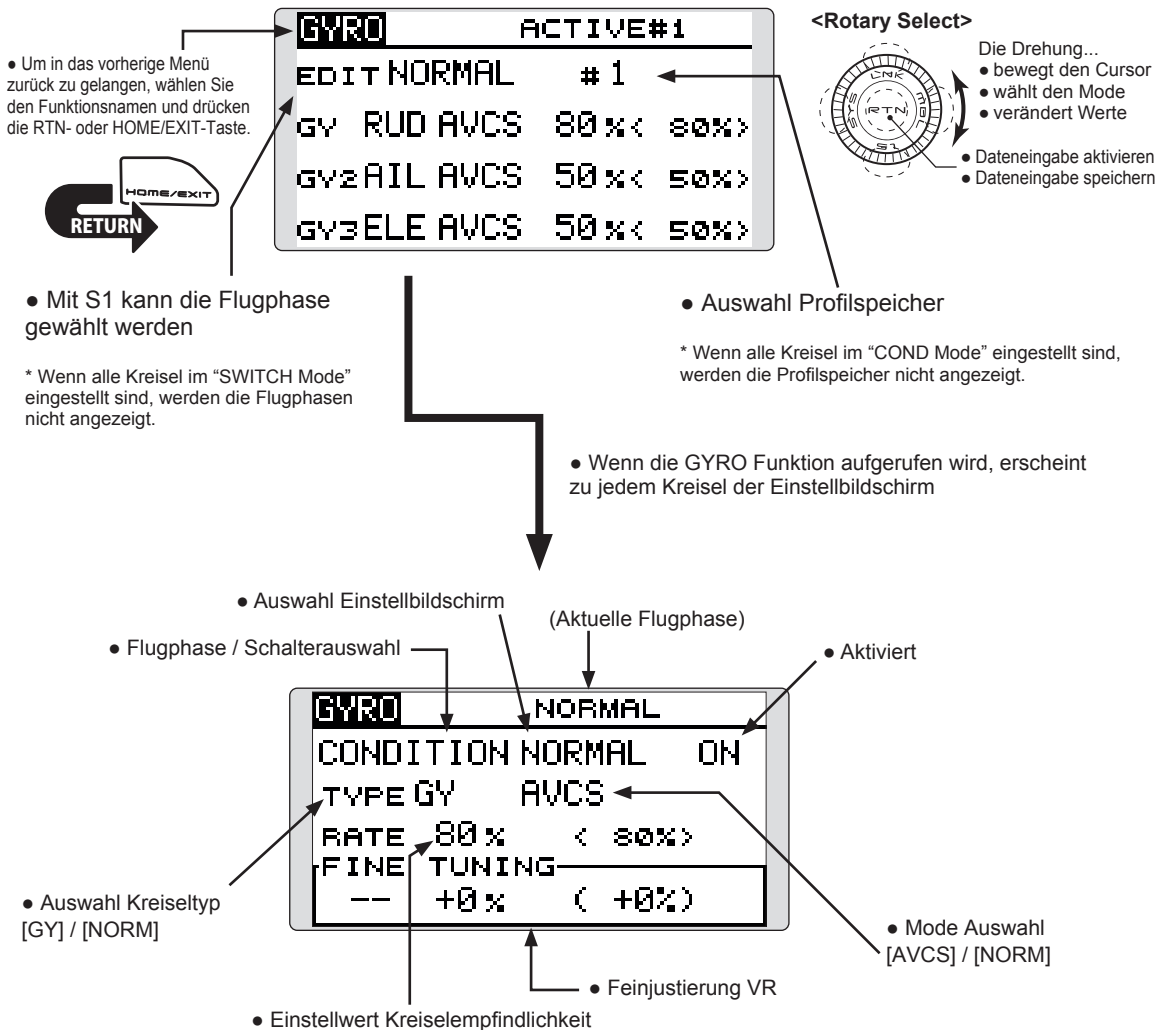 GYRO ACTIVE#1
EDIT NORMAL #1
GY RUD AVCS 80%< 80%>
GY2 AIL AVCS 50%< 50%>
GY3 ELE AVCS 50%< 50%>
● Um in das vorherige Menü
zurück zu gelangen, wählen Sie
den Funktionsnamen und drücken
die RTN- oder HOME/EXIT-Taste.
HOME/EXIT
RETURN
<Rotary Select>
LNK
MDL
S1
SYS
RTN
Die Drehung...
● bewegt den Cursor
● wählt den Mode
● verändert Werte
● Dateneingabe aktivieren
● Dateneingabe speichern
● Mit S1 kann die Flugphase
gewählt werden
* Wenn alle Kreisel im “SWITCH Mode”
eingestellt sind, werden die Flugphasen
nicht angezeigt.
● Auswahl Profilspeicher
* Wenn alle Kreisel im “COND Mode” eingestellt sind,
werden die Profilspeicher nicht angezeigt.
● Wenn die GYRO Funktion aufgerufen wird, erscheint
zu jedem Kreisel der Einstellbildschirm
● Auswahl Einstellbildschirm
(Aktuelle Flugphase)
● Flugphase / Schalterauswahl
● Aktiviert
GYRO NORMAL
CONDITION NORMAL ON
TYPE GY AVCS
RATE 80% < 80%>
FINE TUNING
-- +0% ( +0%)
● Auswahl Kreiseltyp
[GY] / [NORM]
● Mode Auswahl
[AVCS] / [NORM]
● Feinjustierung VR
● Einstellwert Kreiselempfindlichkeit